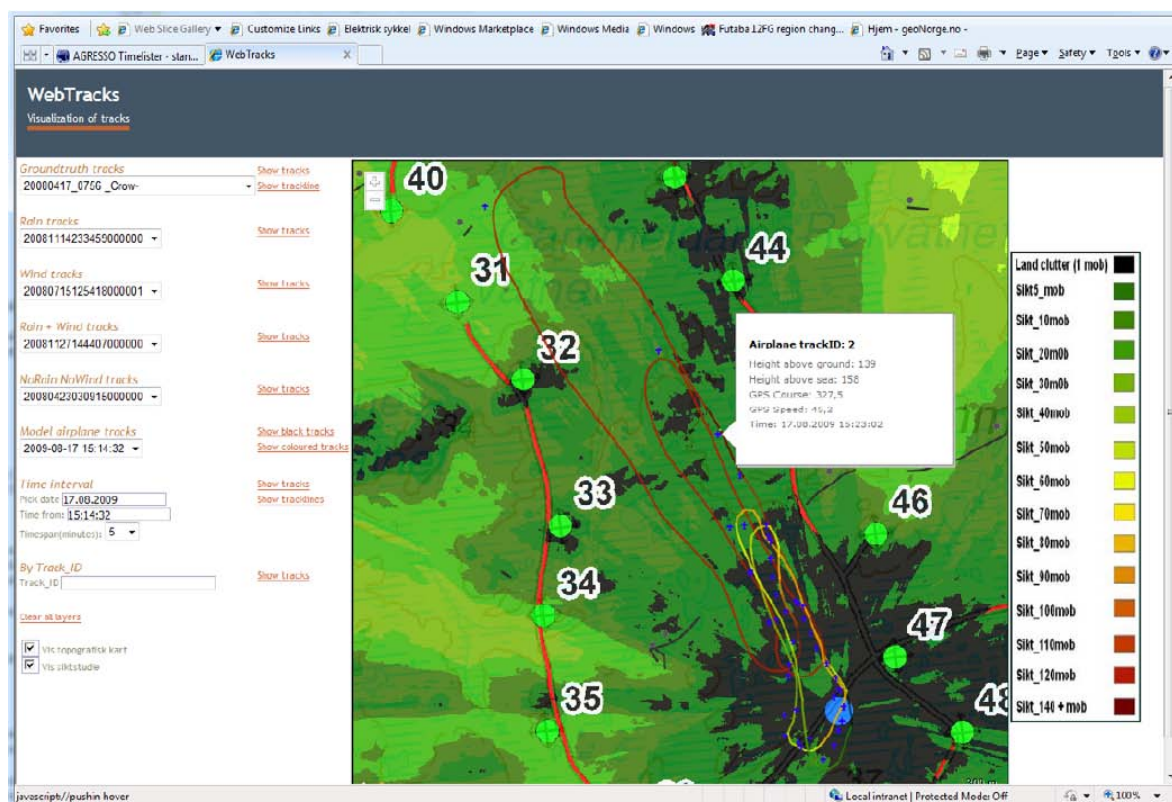 Favorites Web Slice Gallery Customize Links Elektrisk sykkel Windows Marketplace Windows Media Windows Futaba 12FG region chang... Hjem - geoNorge.no -
AGRESSO Timelister - stan... WebTracks X Page Safety Tools
WebTracks
Visualization of tracks
Groundtruth tracks Show tracks
20080417_0756 _Crow- Show trackline
Rain tracks
20081114233459000000 Show tracks
Wind tracks
20080715125418000001 Show tracks
Rain + Wind tracks
20081127144407000000 Show tracks
NoRain NoWind tracks
20080423030916000000 Show tracks
Model airplane tracks Show black tracks
2009-08-17 15:14:32 Show coloured tracks
Time interval Show tracks
Pick date 17.08.2009 Show tracklines
Time from: 15:14:32
Timespan(minutes): 5
By Track_ID
Track_ID Show tracks
Clear all layers
Vis topografisk kart
Vis siktstudie
40
31
44
32
33
46
34
47
35
48
Airplane trackID: 2
Height above ground: 139
Height above sea: 158
GPS Course: 327,5
GPS Speed: 45,2
Time: 17.08.2009 15:23:02
Land clutter (1 mob)
Sikt5_mob
Sikt_10mob
Sikt_20m0b
Sikt_30m0b
Sikt_40mob
Sikt_50mob
Sikt_60mob
Sikt_70mob
Sikt_80mob
Sikt_90mob
Sikt_100mob
Sikt_110mob
Sikt_120mob
Sikt_140 + mob
javascript://pushin hover Local intranet | Protected Mode: Off 100%